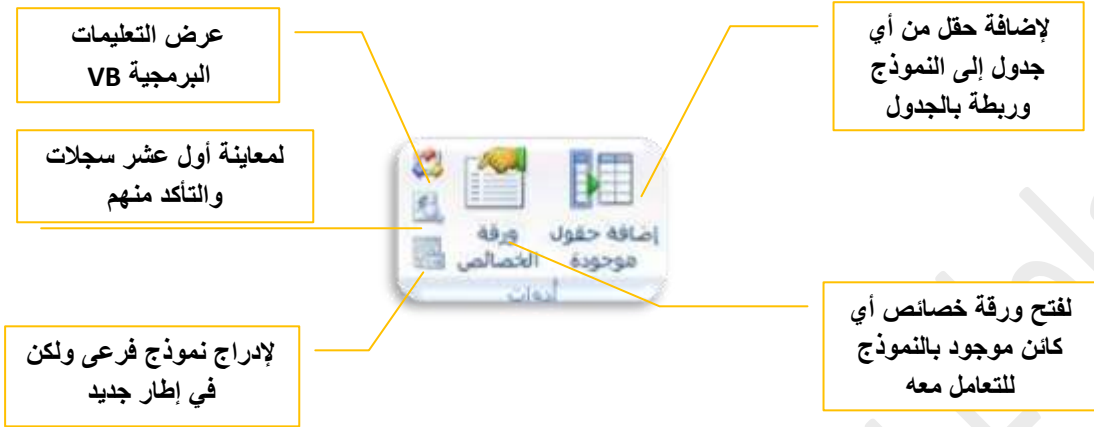 لإضافة حقل من أي
جدول إلى النموذج
وربطة بالجدول
عرض التعليمات
البرمجية VB
لمعاينة أول عشر سجلات
والتأكد منهم
إضافة حقول
موجودة
ورقة
الخصائص
أدوات
لفتح ورقة خصائص أي
كائن موجود بالنموذج
للتعامل معه
لإدراج نموذج فرعى ولكن
في إطار جديد